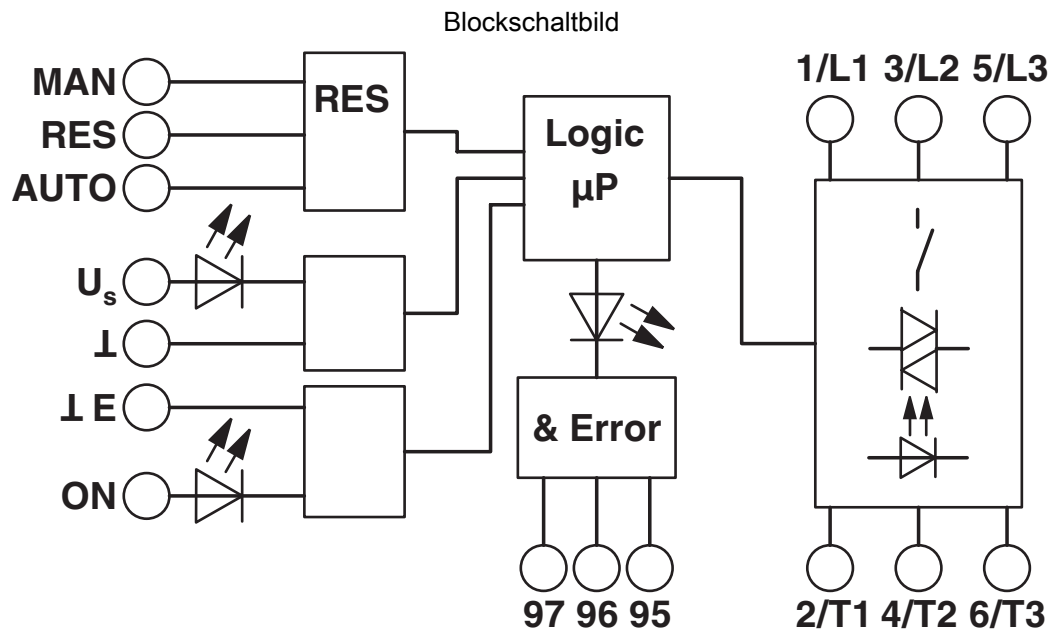 Blockschaltbild
MAN
RES
AUTO
RES
U_s
⊥
⊥ E
ON
Logic
µP
& Error
97 96 95
1/L1 3/L2 5/L3
2/T1 4/T2 6/T3